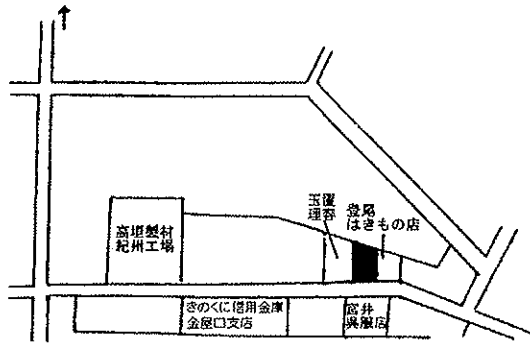 玉置
理容
登尾
はきもの店
高垣製材
紀州工場
きのくに信用金庫
金屋口支店
富井
呉服店